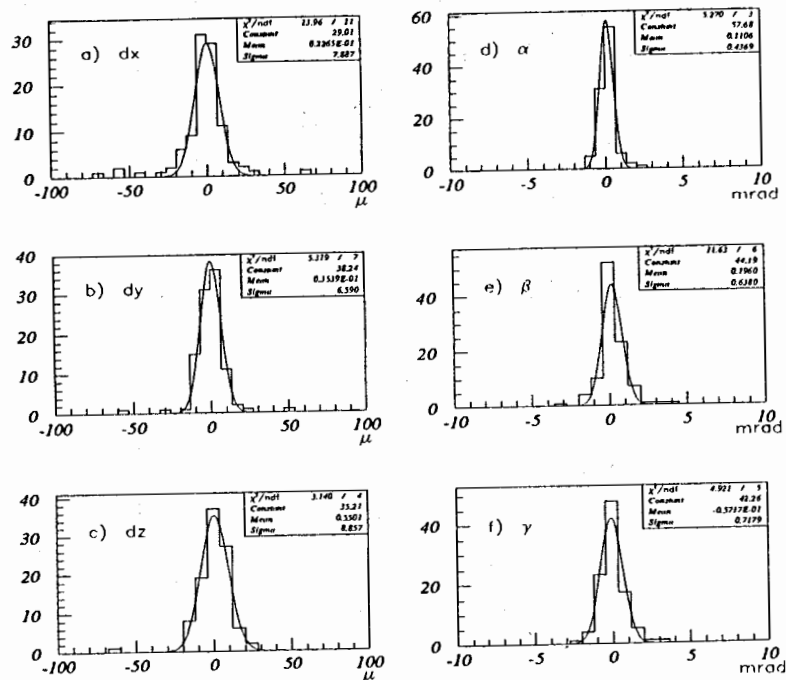 χ²/ndf 13.96 / 11
Constant 29.01
Mean 0.3265E-01
Sigma 7.887
a) dx
30
20
10
0
-100 -50 0 50 100
μ
χ²/ndf 5.270 / 3
Constant 57.68
Mean 0.1106
Sigma 0.4369
d) α
60
50
40
30
20
10
0
-10 -5 0 5 10
mrad
χ²/ndf 5.319 / 7
Constant 38.24
Mean 0.3539E-01
Sigma 6.590
b) dy
40
30
20
10
0
-100 -50 0 50 100
μ
χ²/ndf 11.63 / 6
Constant 44.19
Mean 0.1960
Sigma 0.6380
e) β
40
20
0
-10 -5 0 5 10
mrad
χ²/ndf 3.140 / 4
Constant 35.21
Mean 0.5501
Sigma 8.857
c) dz
40
30
20
10
0
-100 -50 0 50 100
μ
χ²/ndf 4.921 / 5
Constant 42.26
Mean -0.5717E-01
Sigma 0.7179
f) γ
40
20
0
-10 -5 0 5 10
mrad